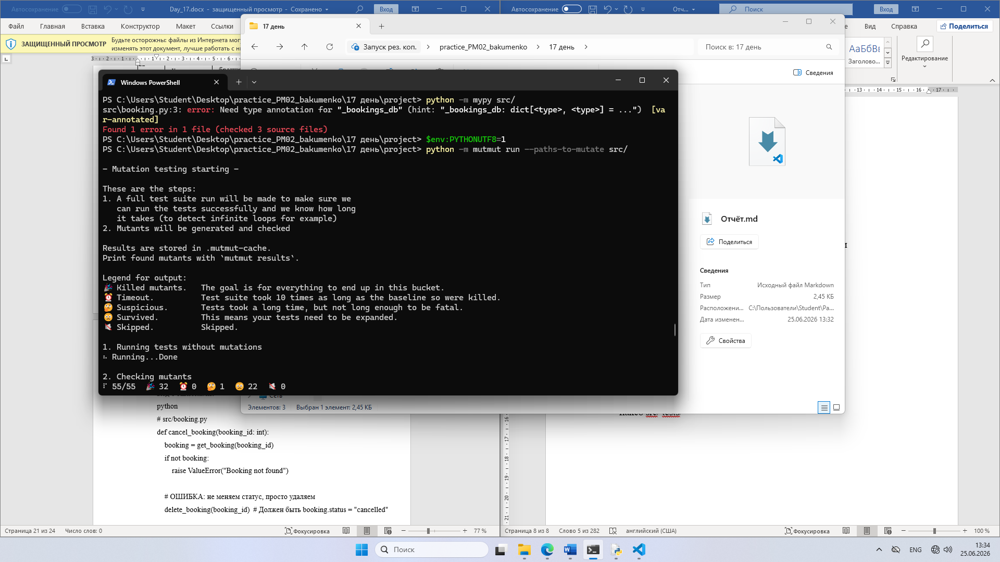 Автосохранение
Day_17.docx - защищенный просмотр - Сохранено
Вход
Автосохранение
Отч...
Поиск
Вход
Файл
Главная
Вставка
Конструктор
Макет
Ссылки
Вид
Справка
Поделиться
ЗАЩИЩЕННЫЙ ПРОСМОТР
Будьте осторожны: файлы из Интернета мог
изменять этот документ, лучше работать с н
17 день
Запуск рез. коп. > practice_PM02_bakumenko > 17 день >
Поиск в: 17 день
Сведения
АаБбВ
Заголово...
Редактирование
Windows PowerShell
PS C:\Users\Student\Desktop\practice_PM02_bakumenko\17 день\project> python -m mypy src/
src\booking.py:3: error: Need type annotation for "_bookings_db" (hint: "_bookings_db: dict[<type>, <type>] = ...")  [va
r-annotated]
Found 1 error in 1 file (checked 3 source files)
PS C:\Users\Student\Desktop\practice_PM02_bakumenko\17 день\project> $env:PYTHONUTF8=1
PS C:\Users\Student\Desktop\practice_PM02_bakumenko\17 день\project> python -m mutmut run --paths-to-mutate src/
- Mutation testing starting -
These are the steps:
1. A full test suite run will be made to make sure we
can run the tests successfully and we know how long
it takes (to detect infinite loops for example)
2. Mutants will be generated and checked
Results are stored in .mutmut-cache.
Print found mutants with `mutmut results`.
Legend for output:
🎉 Killed mutants.   The goal is for everything to end up in this bucket.
⏰ Timeout.          Test suite took 10 times as long as the baseline so were killed.
🤔 Suspicious.       Tests took a long time, but not long enough to be fatal.
🙁 Survived.         This means your tests need to be expanded.
🔇 Skipped.          Skipped.
1. Running tests without mutations
⠦ Running...Done
2. Checking mutants
⠏ 55/55  🎉 32  ⏰ 0  🤔 1  🙁 22  🔇 0
Отчёт.md
Поделиться
Сведения
Тип Исходный файл Markdown
Размер 2,45 КБ
Расположени... C:\Пользователи\Student\Ра...
Дата изменен... 25.06.2026 13:32
Свойства
Сеть
Элементов: 3 Выбран 1 элемент: 2,45 КБ
src/ tests/
python
# src/booking.py
def cancel_booking(booking_id: int):
booking = get_booking(booking_id)
if not booking:
raise ValueError("Booking not found")
# ОШИБКА: не меняем статус, просто удаляем
delete_booking(booking_id)  # Должен быть booking.status = "cancelled"
Страница 21 из 24
Число слов: 0
Фокусировка
77 %
Страница 8 из 8
Слово 5 из 282
английский (США)
Фокусировка
100 %
Поиск
ENG
13:34
25.06.2026